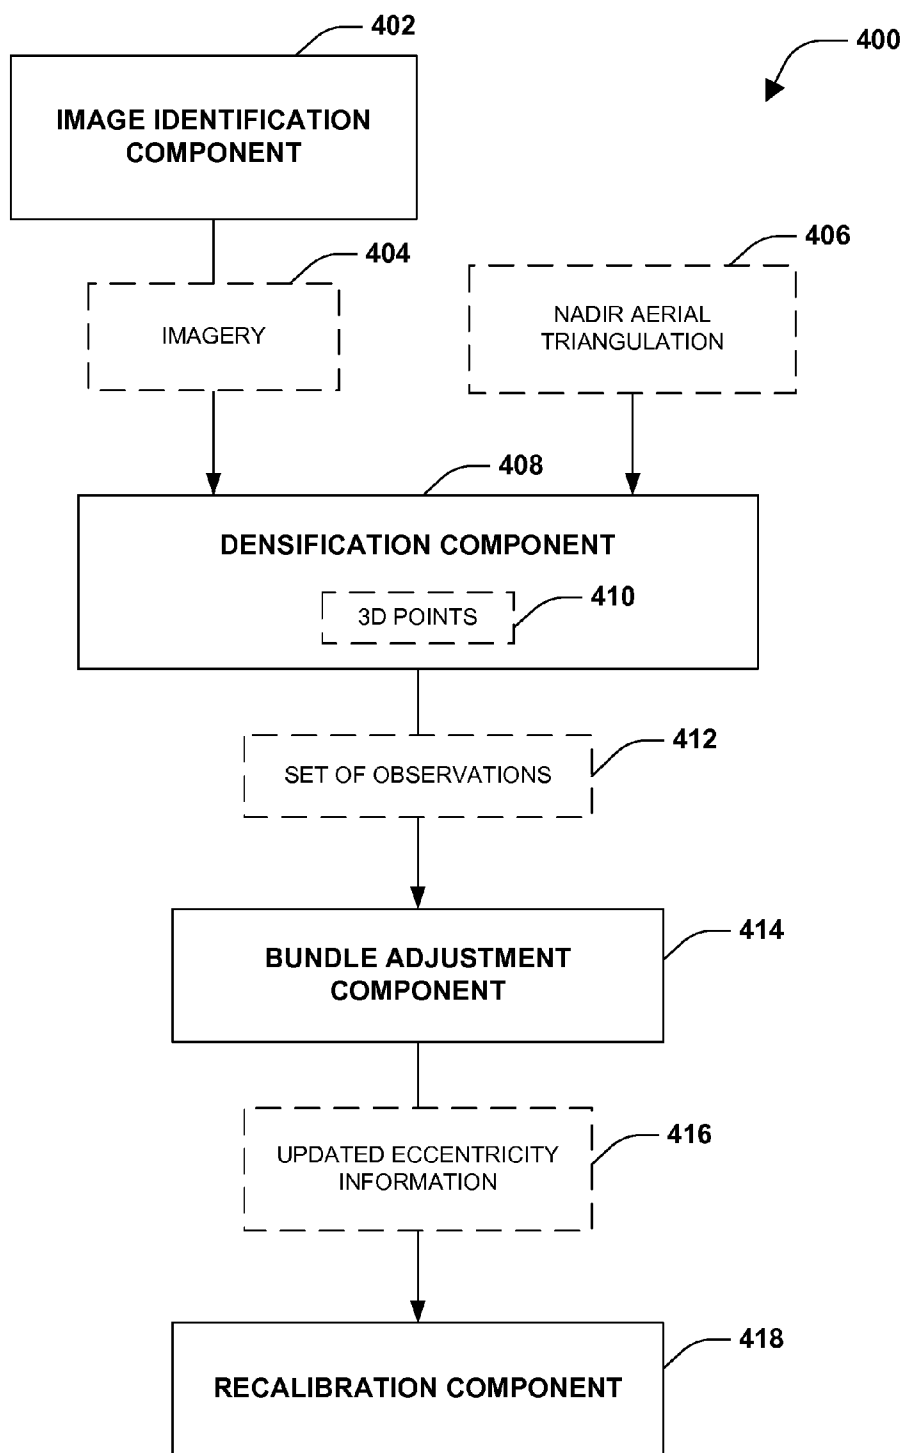 402
400
IMAGE IDENTIFICATION
COMPONENT
404
406
IMAGERY
NADIR AERIAL
TRIANGULATION
408
DENSIFICATION COMPONENT
410
3D POINTS
412
SET OF OBSERVATIONS
414
BUNDLE ADJUSTMENT
COMPONENT
416
UPDATED ECCENTRICITY
INFORMATION
418
RECALIBRATION COMPONENT